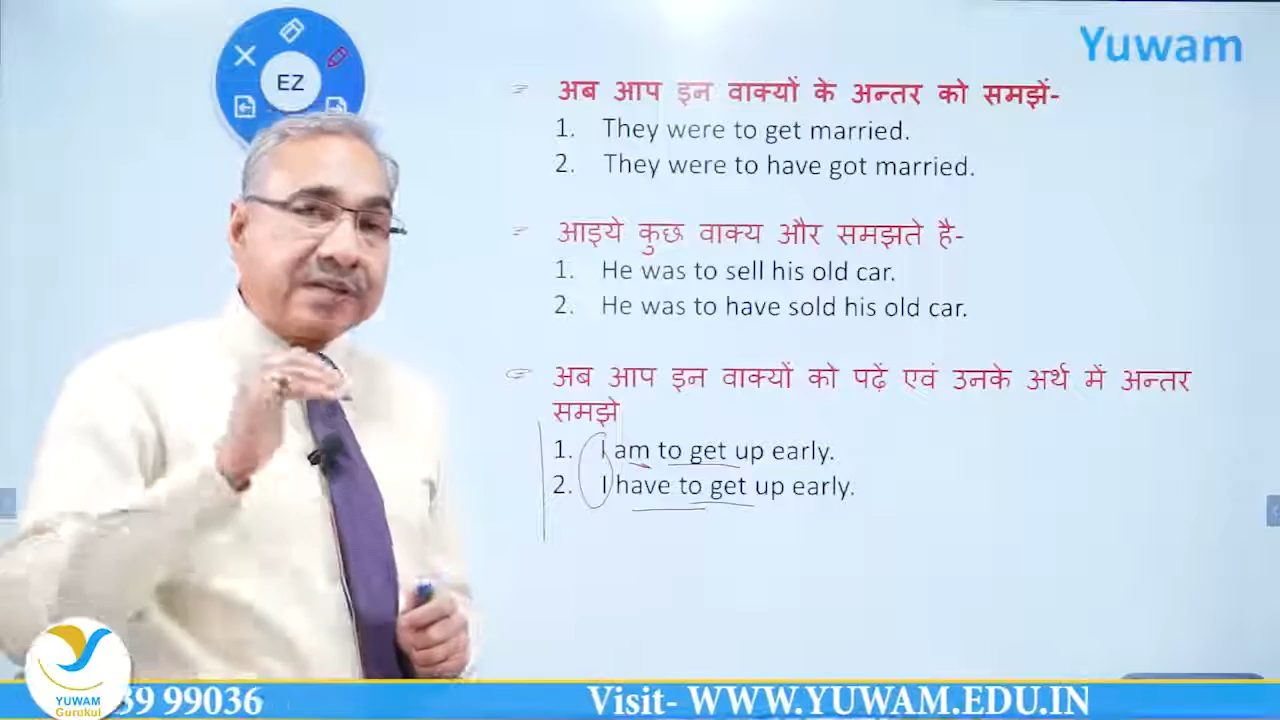 Yuwam
EZ
अब आप इन वाक्यों के अन्तर को समझें-
1. They were to get married.
2. They were to have got married.
आइये कुछ वाक्य और समझते है-
1. He was to sell his old car.
2. He was to have sold his old car.
अब आप इन वाक्यों को पढ़ें एवं उनके अर्थ में अन्तर
समझे
1. I am to get up early.
2. I have to get up early.
YUWAM
Gurukul
39 99036
Visit- WWW.YUWAM.EDU.IN